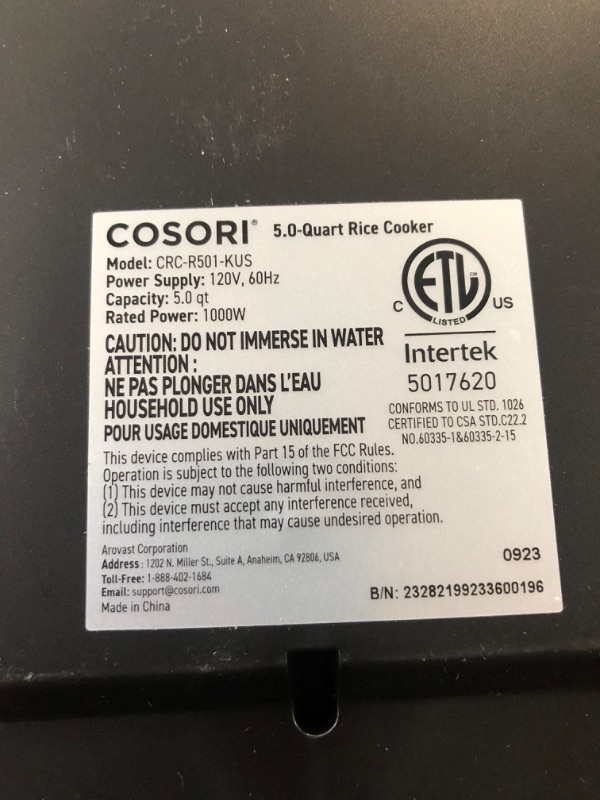 COSORI® 5.0-Quart Rice Cooker
Model: CRC-R501-KUS
Power Supply: 120V, 60Hz
Capacity: 5.0 qt
Rated Power: 1000W
CAUTION: DO NOT IMMERSE IN WATER
ATTENTION :
NE PAS PLONGER DANS L'EAU
HOUSEHOLD USE ONLY
POUR USAGE DOMESTIQUE UNIQUEMENT
ETL CM
C US
LISTED
Intertek
5017620
CONFORMS TO UL STD. 1026
CERTIFIED TO CSA STD.C22.2
NO.60335-1&60335-2-15
This device complies with Part 15 of the FCC Rules.
Operation is subject to the following two conditions:
(1) This device may not cause harmful interference, and
(2) This device must accept any interference received,
including interference that may cause undesired operation.
Arovast Corporation
Address : 1202 N. Miller St., Suite A, Anaheim, CA 92806, USA
Toll-Free: 1-888-402-1684
Email: support@cosori.com
Made in China
0923
B/N: 23282199233600196